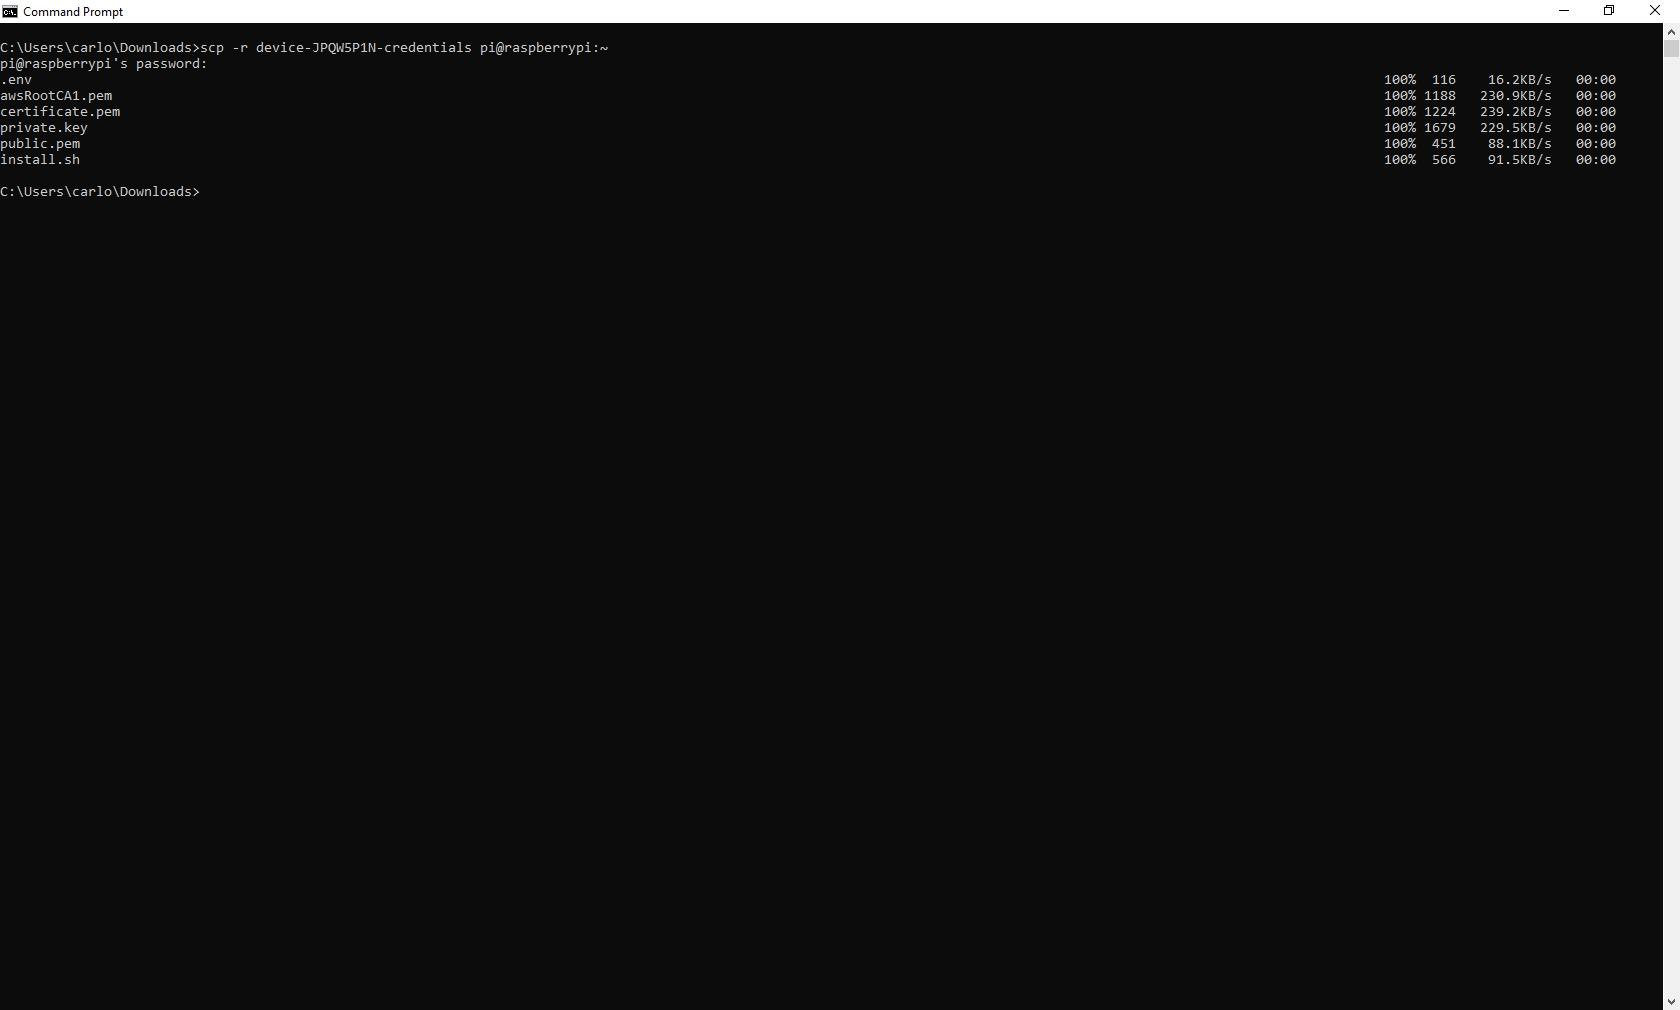 Command Prompt
C:\Users\carlo\Downloads>scp -r device-JPQW5P1N-credentials pi@raspberrypi:~
pi@raspberrypi's password:
.env 100% 116 16.2KB/s 00:00
awsRootCA1.pem 100% 1188 230.9KB/s 00:00
certificate.pem 100% 1224 239.2KB/s 00:00
private.key 100% 1679 229.5KB/s 00:00
public.pem 100% 451 88.1KB/s 00:00
install.sh 100% 566 91.5KB/s 00:00
C:\Users\carlo\Downloads>